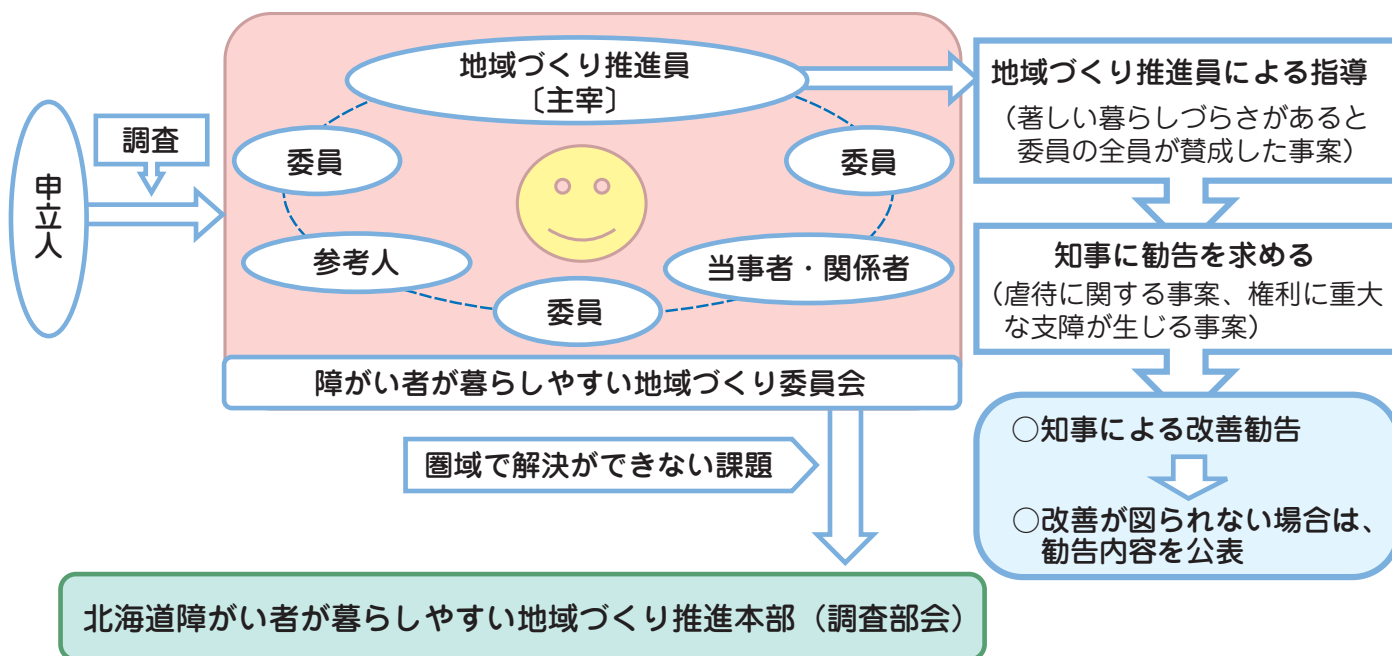 申立人
調査
地域づくり推進員
〔主宰〕
委員
委員
参考人
当事者・関係者
委員
障がい者が暮らしやすい地域づくり委員会
地域づくり推進員による指導
（著しい暮らしづらさがあると
委員の全員が賛成した事案）
知事に勧告を求める
（虐待に関する事案、権利に重大
な支障が生じる事案）
○知事による改善勧告
○改善が図られない場合は、
勧告内容を公表
圏域で解決ができない課題
北海道障がい者が暮らしやすい地域づくり推進本部（調査部会）